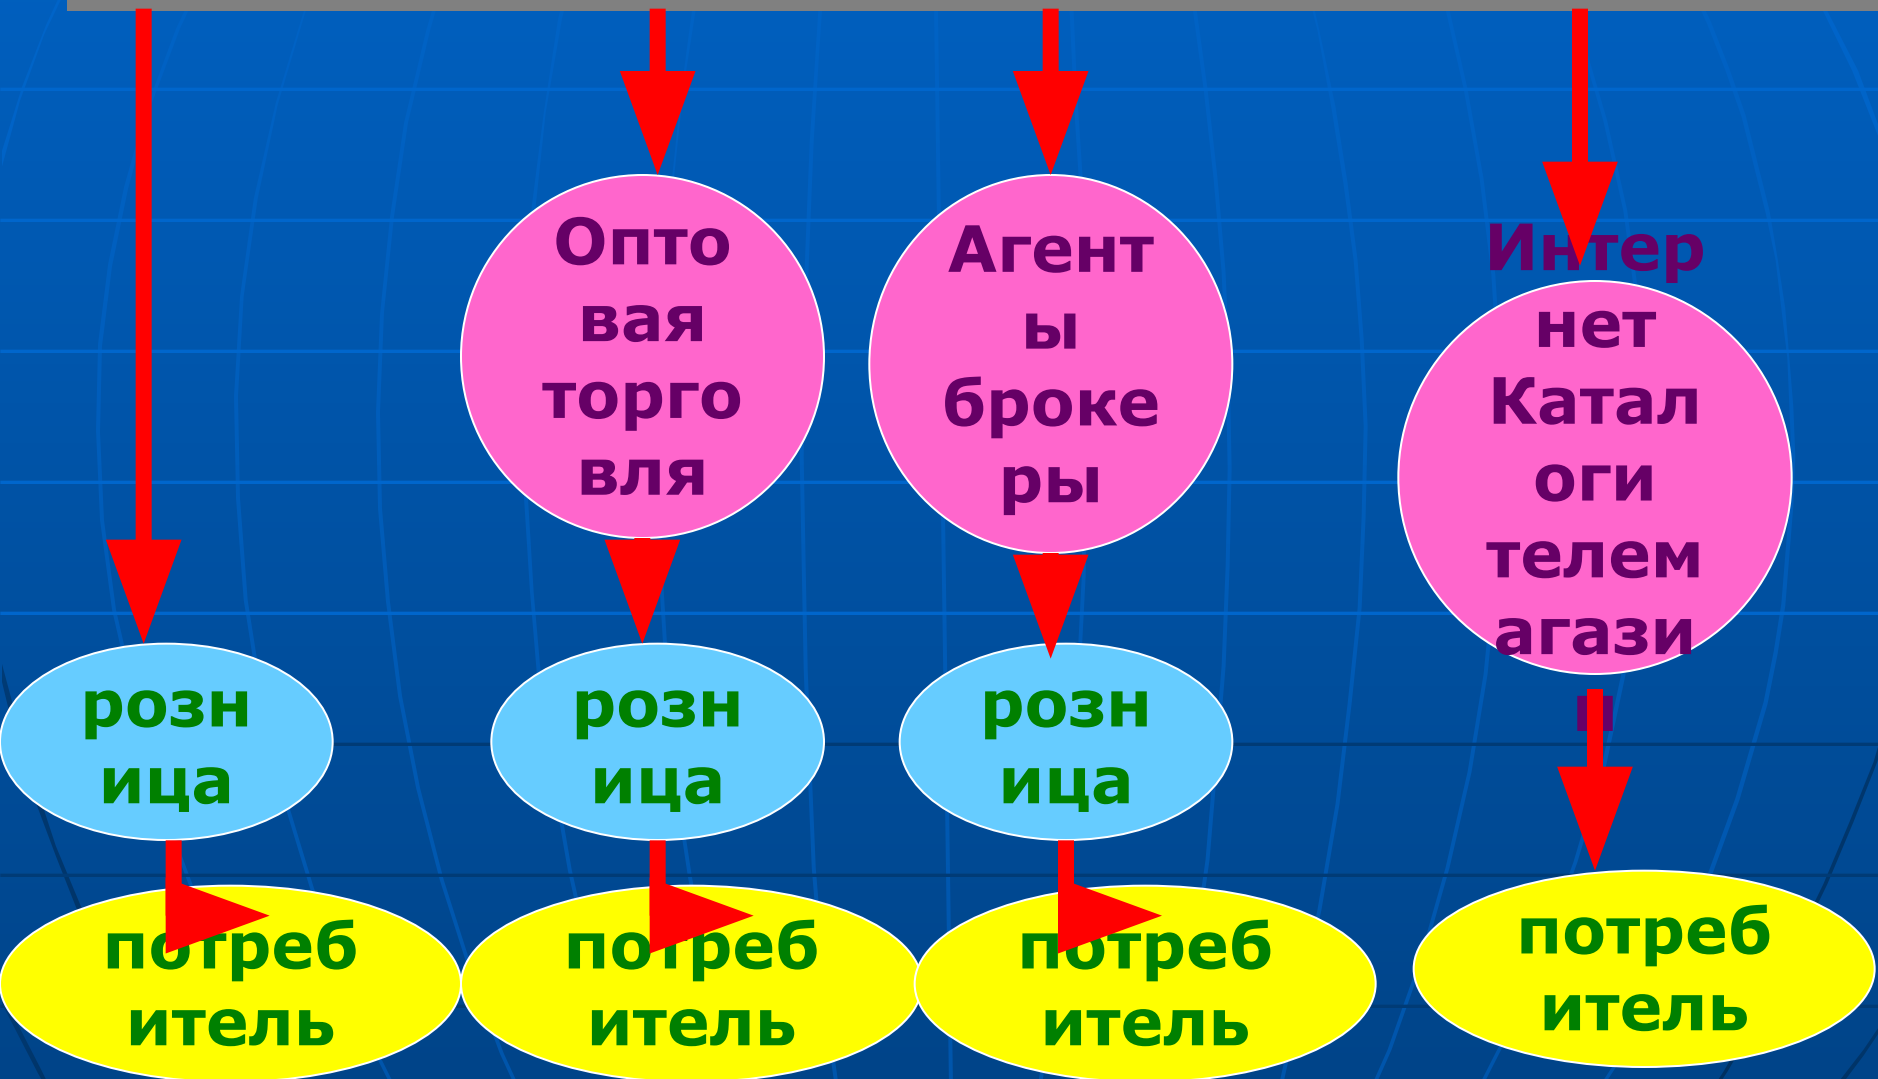 Опто
вая
торго
вля
Агент
ы
броке
ры
Интер
нет
Катал
оги
телем
агази
н
розн
ица
розн
ица
розн
ица
потреб
итель
потреб
итель
потреб
итель
потреб
итель